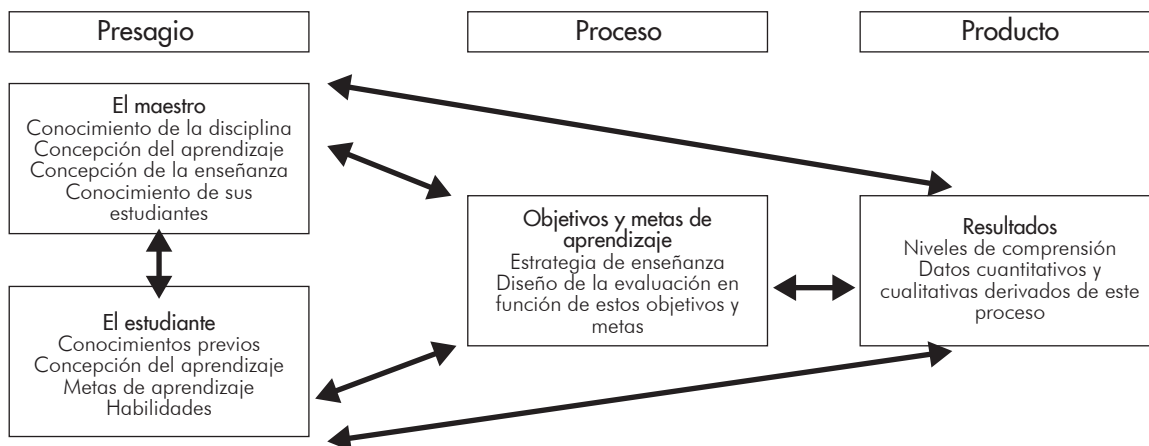 Presagio
Proceso
Producto
El maestro
Conocimiento de la disciplina
Concepción del aprendizaje
Concepción de la enseñanza
Conocimiento de sus
estudiantes
El estudiante
Conocimientos previos
Concepción del aprendizaje
Metas de aprendizaje
Habilidades
Objetivos y metas de
aprendizaje
Estrategia de enseñanza
Diseño de la evaluación en
función de estos objetivos y
metas
Resultados
Niveles de comprensión
Datos cuantitativos y
cualitativas derivados de este
proceso